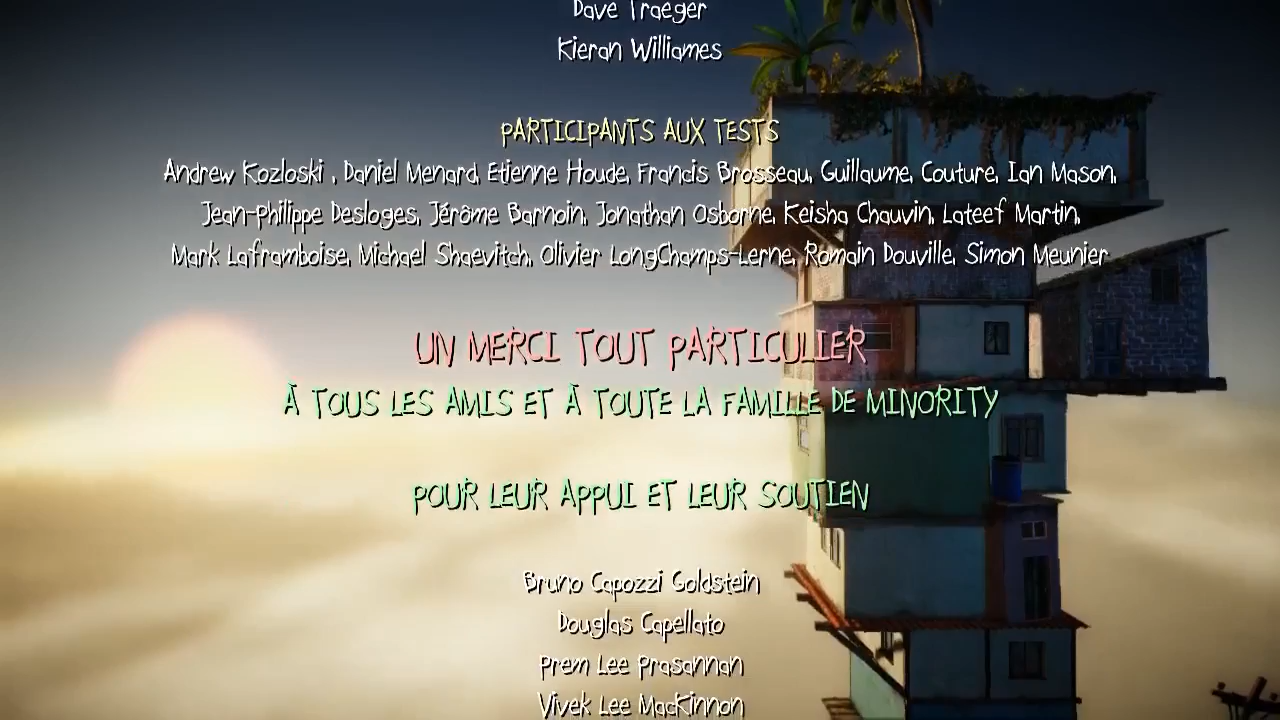 Dave Traeger
Kieran Williames
PARTICIPANTS AUX TESTS
Andrew Kozloski , Daniel Menard, Etienne Houde, Francis Brosseau, Guillaume, Couture, Ian Mason,
Jean-Philippe Desloges, Jérôme Barnoin, Jonathan Osborne, Keisha Chauvin, Lateef Martin,
Mark Laframboise, Michael Shaevitch, Olivier LongChamps-Lerne, Romain Douville, Simon Meunier
UN MERCI TOUT PARTICULIER
À TOUS LES AMIS ET À TOUTE LA FAMILLE DE MINORITY
POUR LEUR APPUI ET LEUR SOUTIEN
Bruno Capozzi Goldstein
Douglas Capellato
Prem Lee Prasannan
Vivek Lee MacKinnon